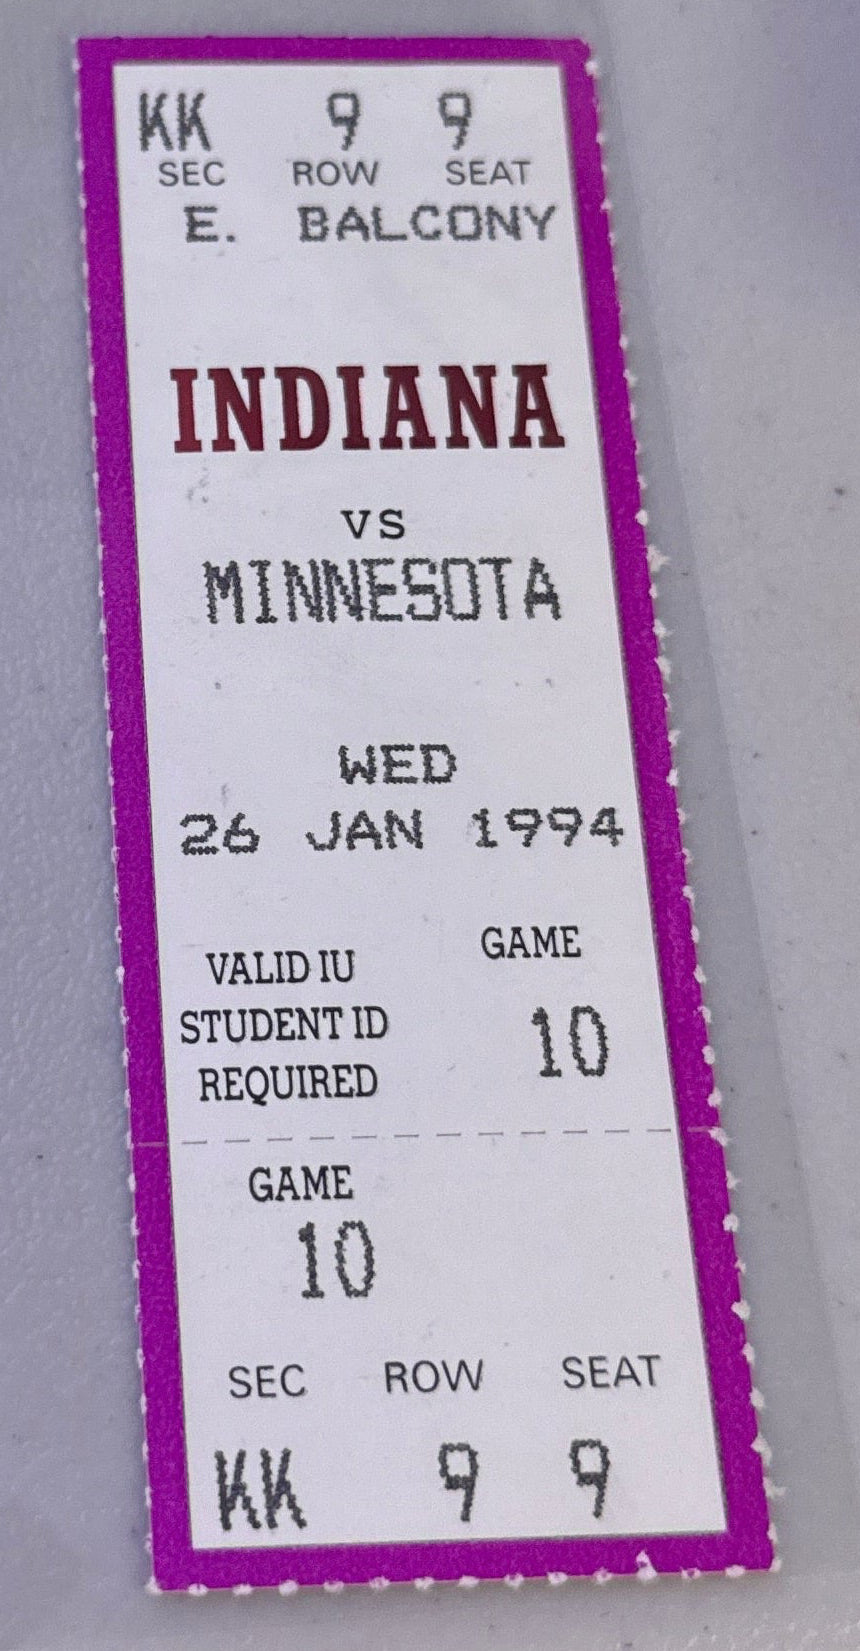 KK 9 9
SEC ROW SEAT
E. BALCONY
INDIANA
VS
MINNESOTA
WED
26 JAN 1994
VALID IU
STUDENT ID
REQUIRED
GAME
10
GAME
10
SEC ROW SEAT
KK 9 9